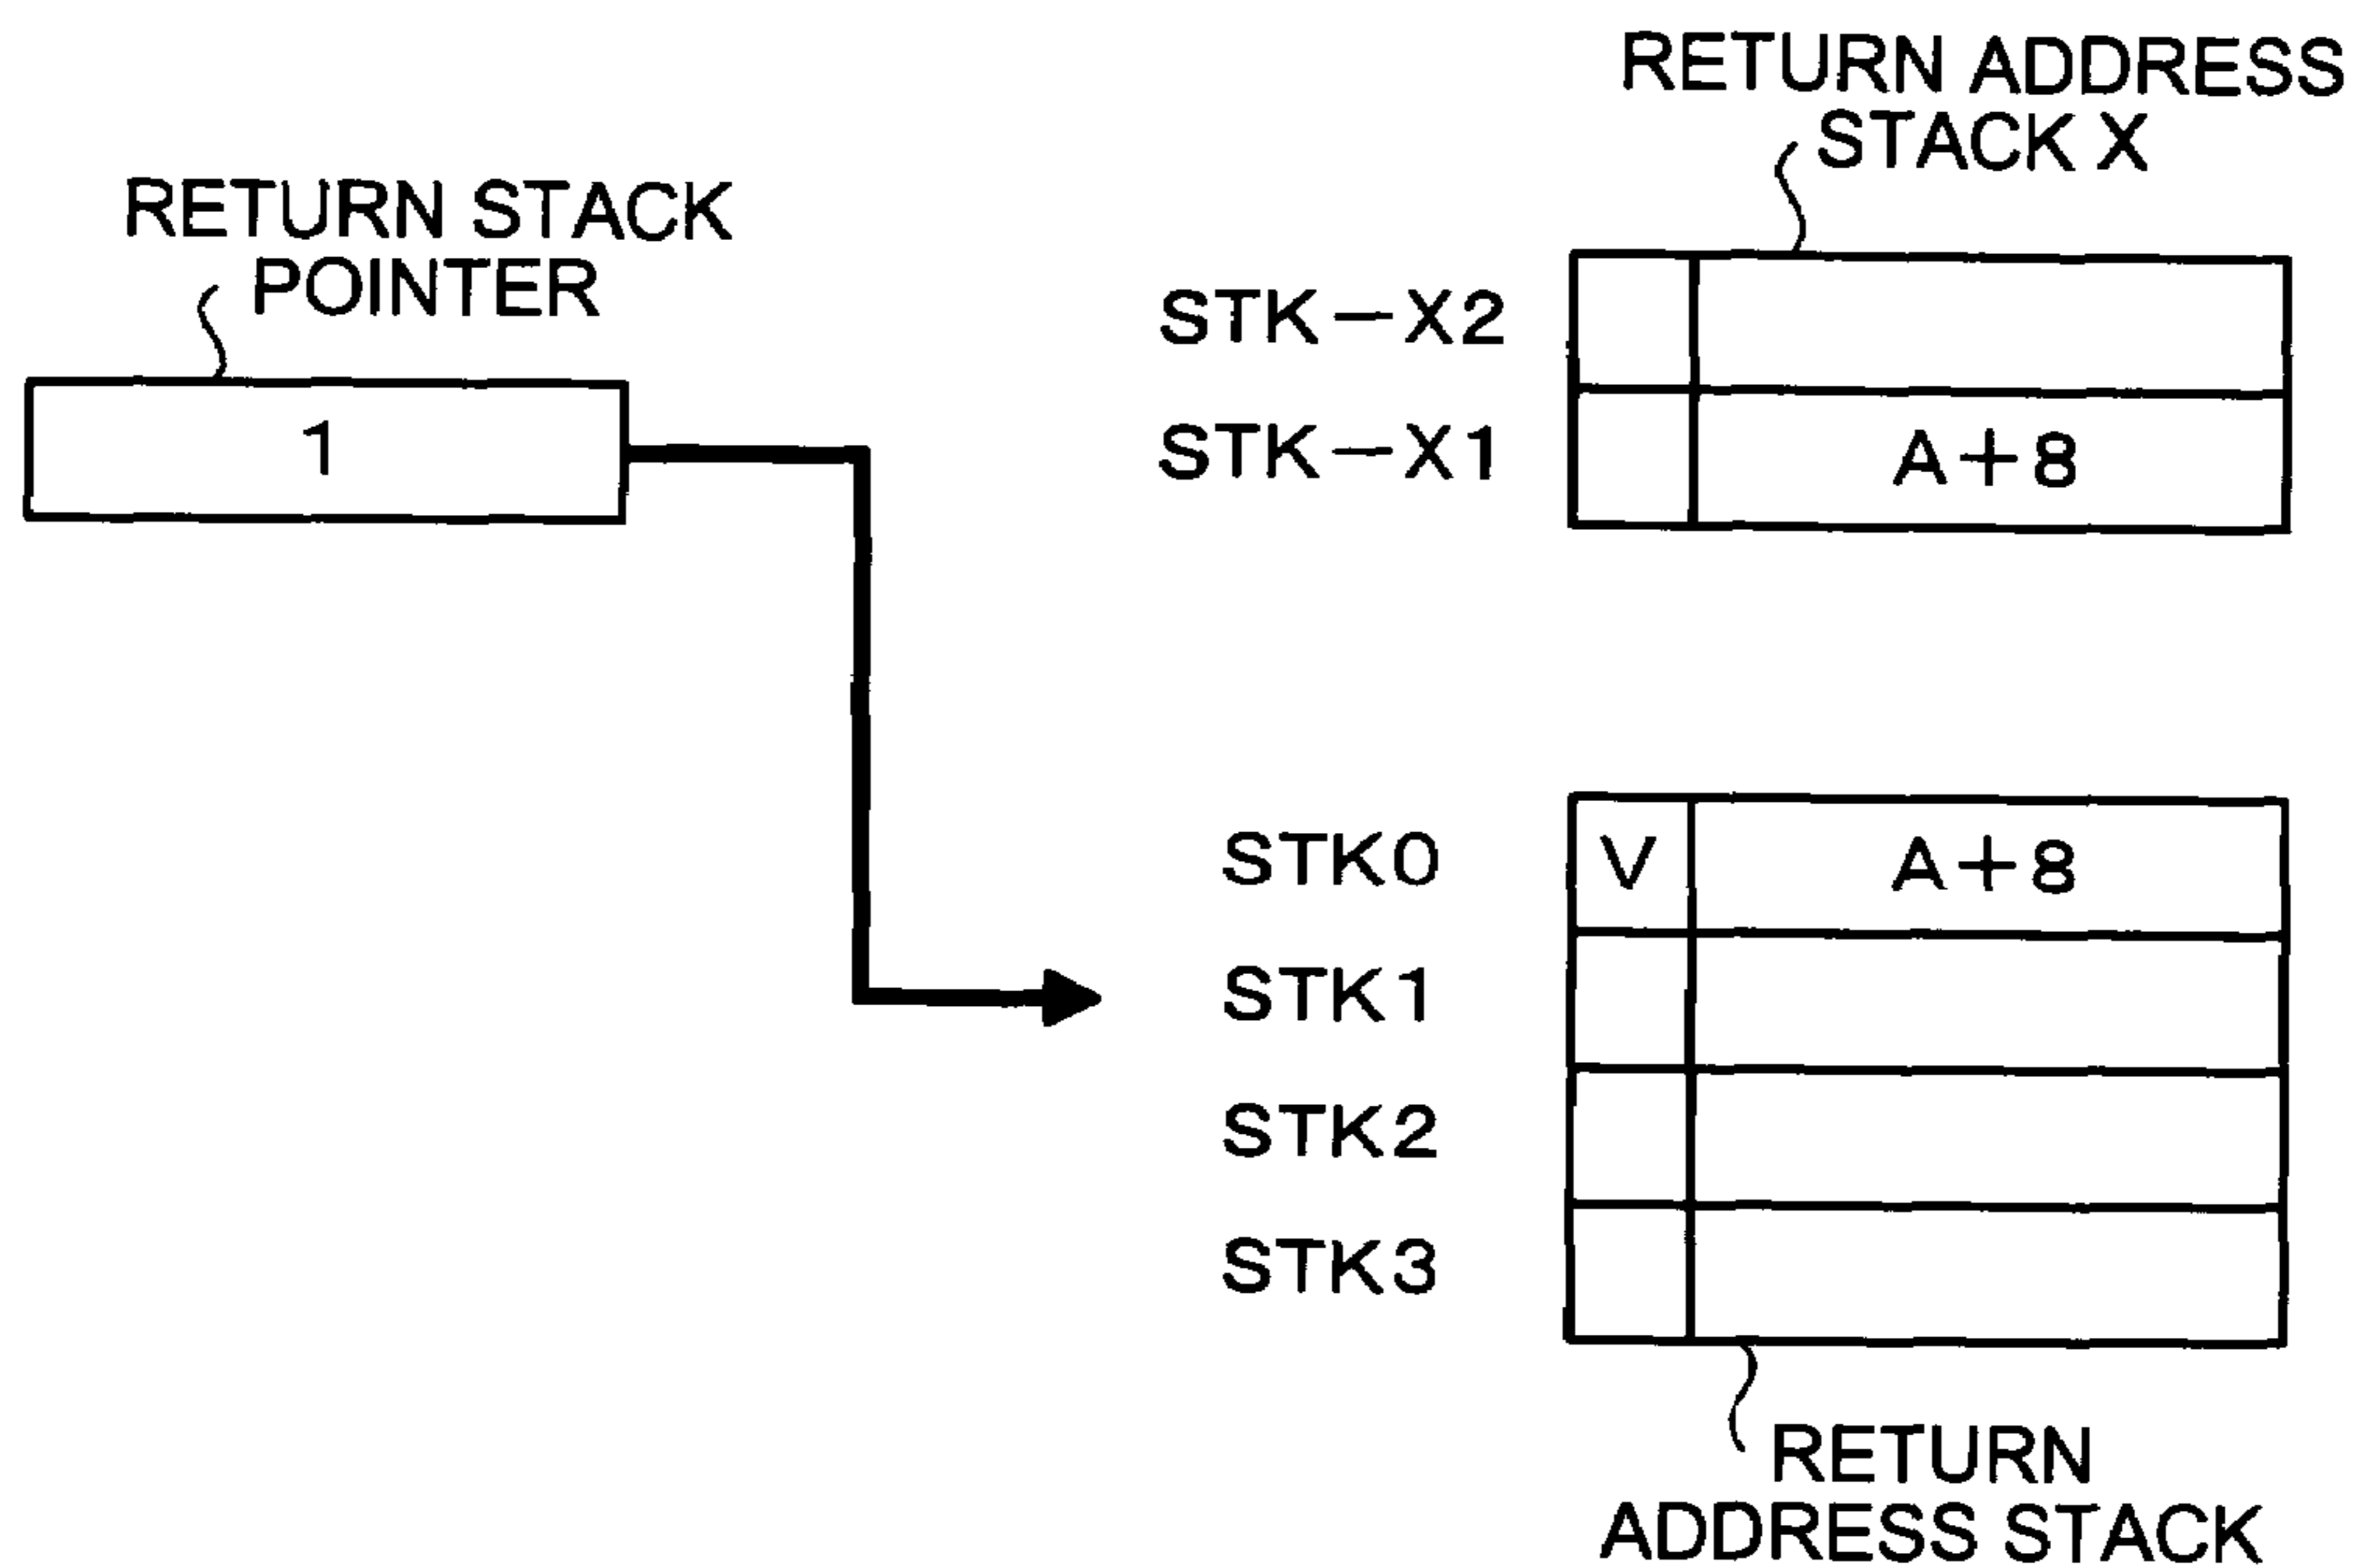 RETURN ADDRESS
STACK X
RETURN STACK
POINTER
STK-X2
1
STK-X1 A+8
STK0 V A+8
STK1
STK2
STK3
RETURN
ADDRESS STACK